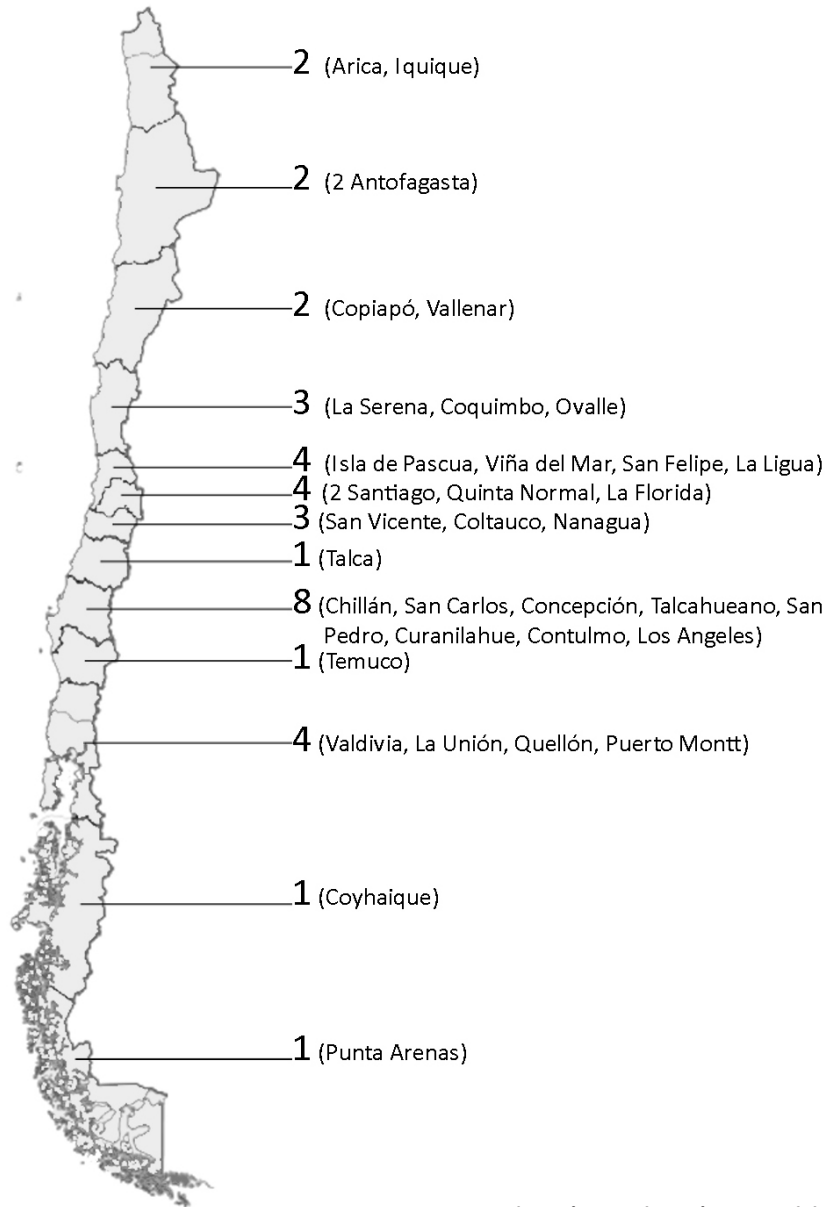 2 (Arica, Iquique)
2 (2 Antofagasta)
2 (Copiapó, Vallenar)
3 (La Serena, Coquimbo, Ovalle)
4 (Isla de Pascua, Viña del Mar, San Felipe, La Ligua)
4 (2 Santiago, Quinta Normal, La Florida)
3 (San Vicente, Coltauco, Nanagua)
1 (Talca)
8 (Chillán, San Carlos, Concepción, Talcahueano, San
Pedro, Curanilahue, Contulmo, Los Angeles)
1 (Temuco)
4 (Valdivia, La Unión, Quellón, Puerto Montt)
1 (Coyhaique)
1 (Punta Arenas)